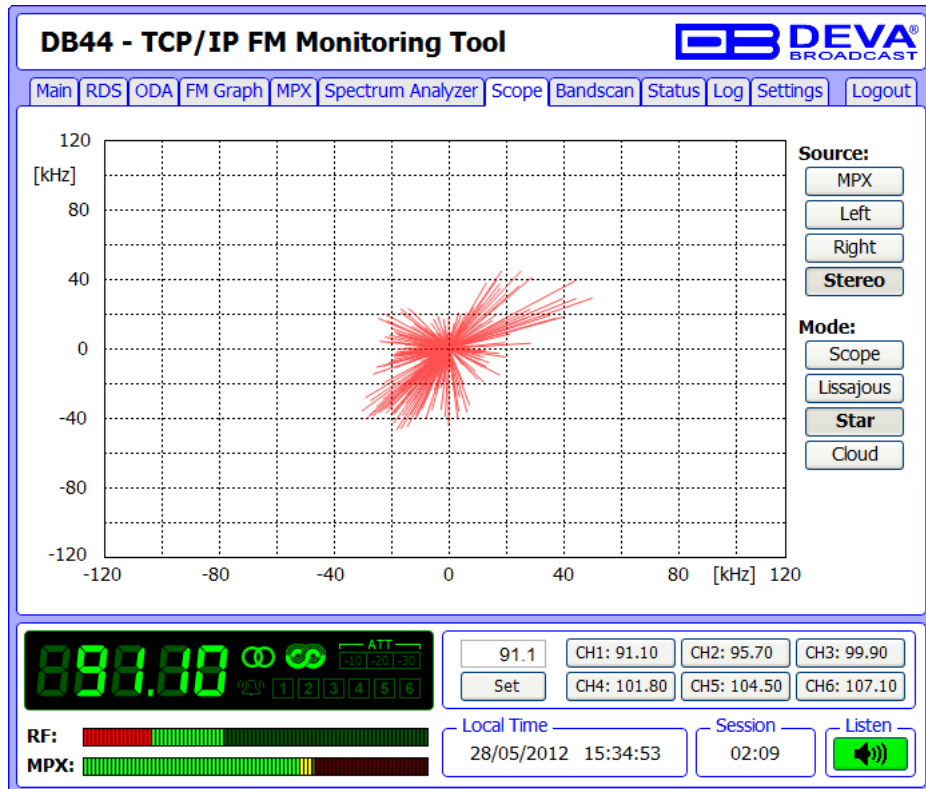 DB44 - TCP/IP FM Monitoring Tool
DB DEVA®
BROADCAST
Main RDS ODA FM Graph MPX Spectrum Analyzer Scope Bandscan Status Log Settings Logout
120
[kHz]
80
40
0
-40
-80
-120
-120 -80 -40 0 40 80 [kHz] 120
Source:
MPX
Left
Right
Stereo
Mode:
Scope
Lissajous
Star
Cloud
91.10
ATT
-10 -20 -30
1 2 3 4 5 6
RF:
MPX:
91.1 CH1: 91.10 CH2: 95.70 CH3: 99.90
Set CH4: 101.80 CH5: 104.50 CH6: 107.10
Local Time
28/05/2012 15:34:53
Session
02:09
Listen